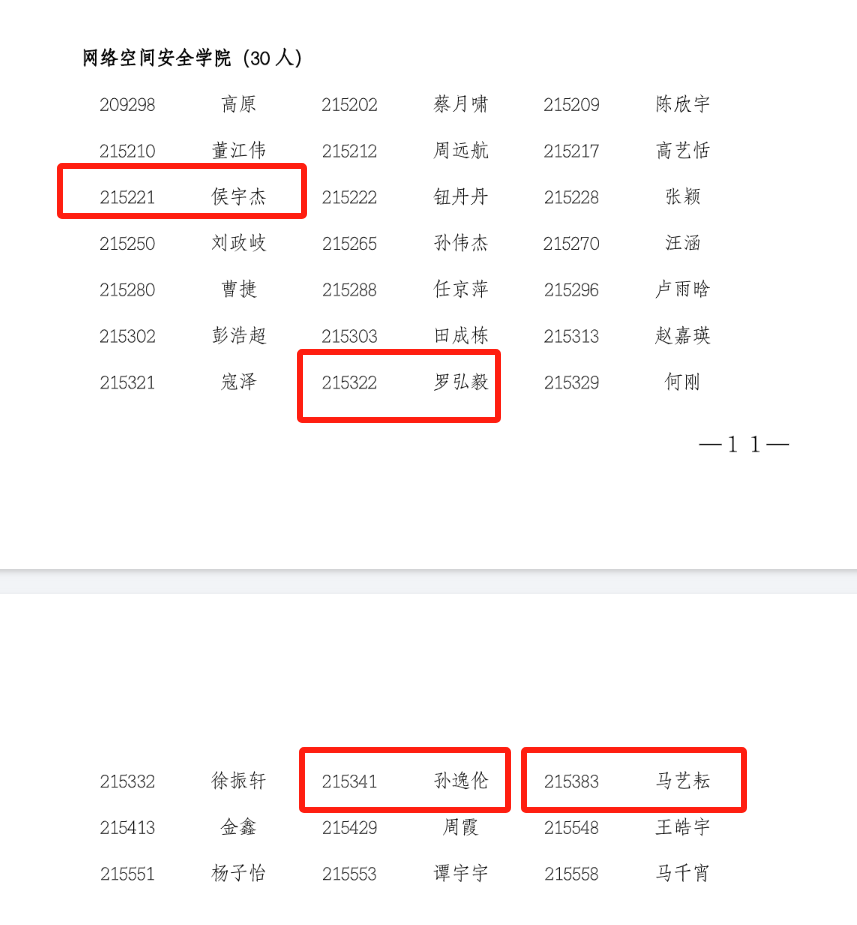 网络空间安全学院（30 人）
209298 高原 215202 蔡月啸 215209 陈欣宇
215210 董江伟 215212 周远航 215217 高艺恬
215221 侯宇杰 215222 钮丹丹 215228 张颖
215250 刘政岐 215265 孙伟杰 215270 汪涵
215280 曹捷 215288 任京萍 215296 卢雨晗
215302 彭浩超 215303 田成栋 215313 赵嘉瑛
215321 寇泽 215322 罗弘毅 215329 何刚
—１１—
215332 徐振轩 215341 孙逸伦 215383 马艺耘
215413 金鑫 215429 周霞 215548 王皓宇
215551 杨子怡 215553 谭宇宇 215558 马千宵